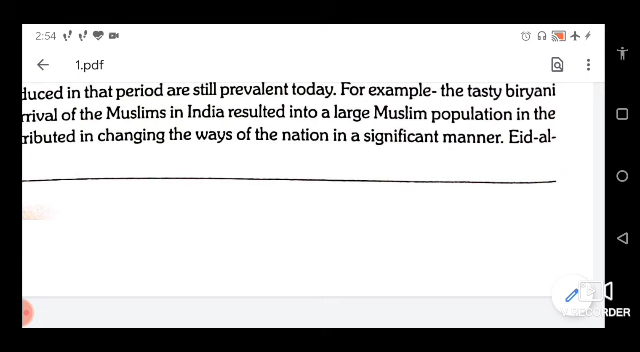 2:54
1.pdf
duced in that period are still prevalent today. For example- the tasty biryani
rrival of the Muslims in India resulted into a large Muslim population in the
ributed in changing the ways of the nation in a significant manner. Eid-al-
RECORDER